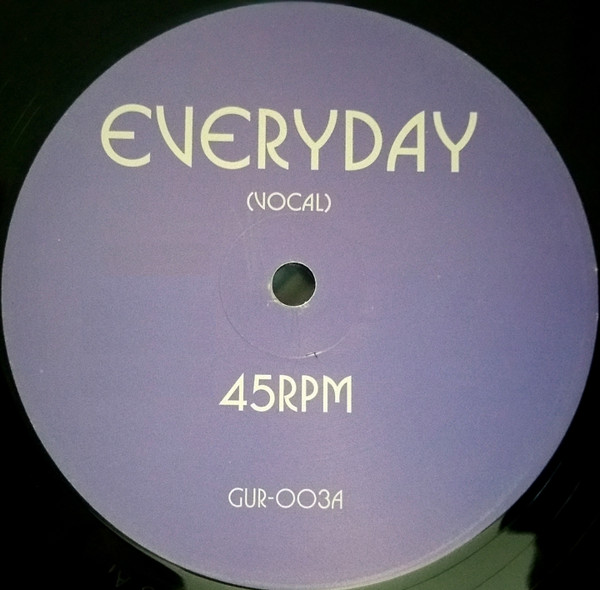 EVERYDAY
(VOCAL)
45RPM
GUR-003A